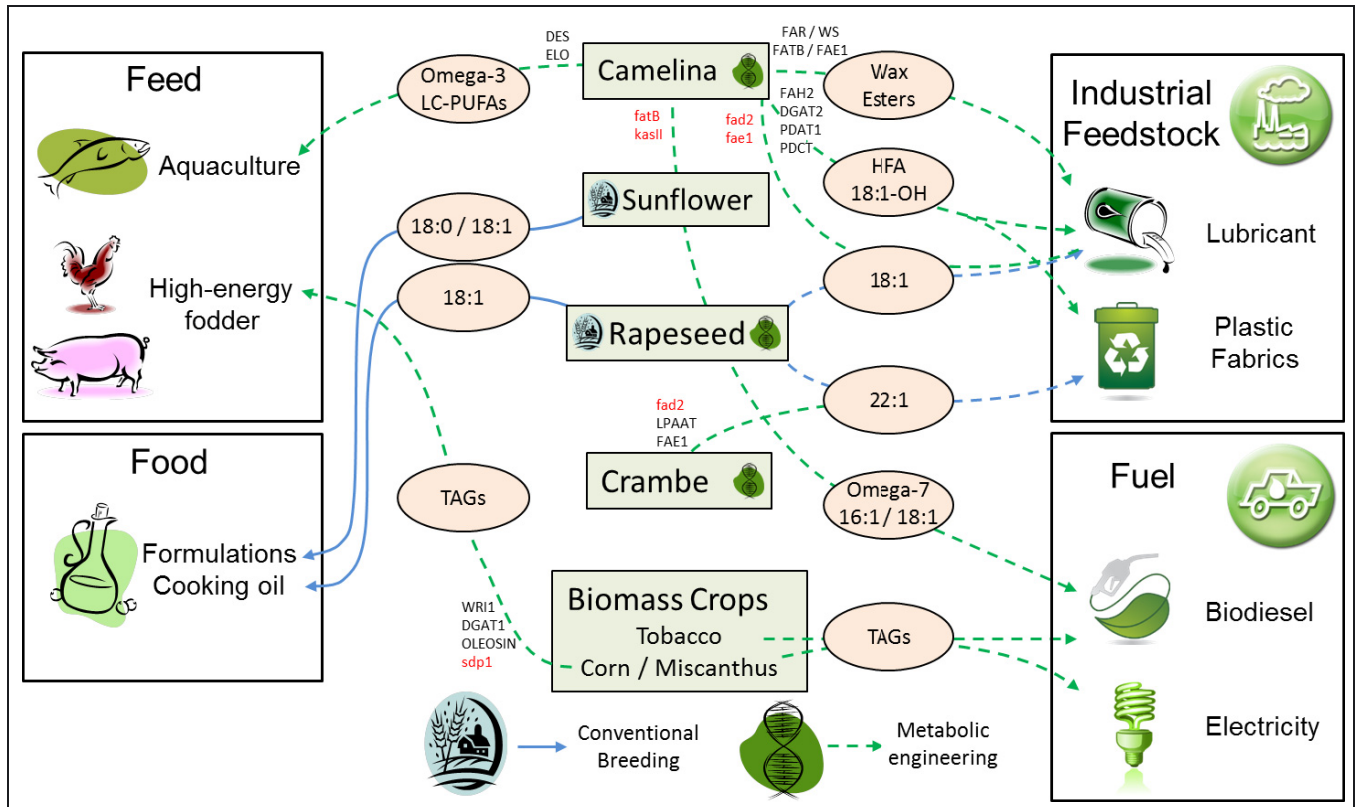 Feed
Aquaculture
High-energy
fodder
Food
Formulations
Cooking oil
DES
ELO
Omega-3
LC-PUFAs
18:0 / 18:1
18:1
TAGs
WRI1
DGAT1
OLEOSIN
sdp1
Camelina
fatB
kasII
fad2
fae1
FAR / WS
FATB / FAE1
FAH2
DGAT2
PDAT1
PDCT
Sunflower
Rapeseed
fad2
LPAAT
FAE1
Crambe
Biomass Crops
Tobacco
Corn / Miscanthus
Wax
Esters
HFA
18:1-OH
18:1
22:1
Omega-7
16:1 / 18:1
TAGs
Industrial
Feedstock
Lubricant
Plastic
Fabrics
Fuel
Biodiesel
Electricity
Conventional
Breeding
Metabolic
engineering